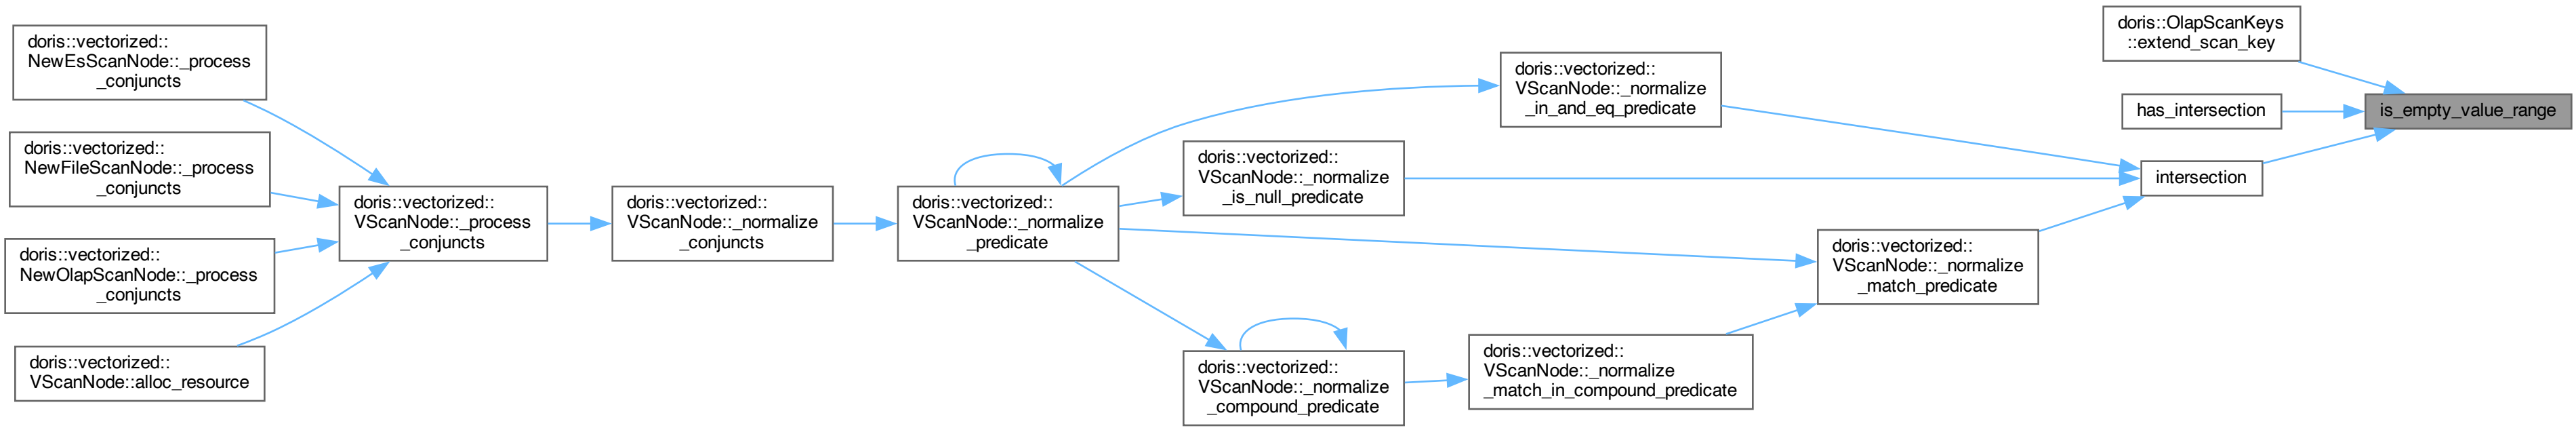 doris::vectorized::
NewEsScanNode::_process
_conjuncts
doris::vectorized::
NewFileScanNode::_process
_conjuncts
doris::vectorized::
NewOlapScanNode::_process
_conjuncts
doris::vectorized::
VScanNode::alloc_resource
doris::vectorized::
VScanNode::_process
_conjuncts
doris::vectorized::
VScanNode::_normalize
_conjuncts
doris::vectorized::
VScanNode::_normalize
_predicate
doris::vectorized::
VScanNode::_normalize
_is_null_predicate
doris::vectorized::
VScanNode::_normalize
_compound_predicate
doris::vectorized::
VScanNode::_normalize
_in_and_eq_predicate
doris::vectorized::
VScanNode::_normalize
_match_in_compound_predicate
doris::vectorized::
VScanNode::_normalize
_match_predicate
doris::OlapScanKeys
::extend_scan_key
has_intersection
intersection
is_empty_value_range